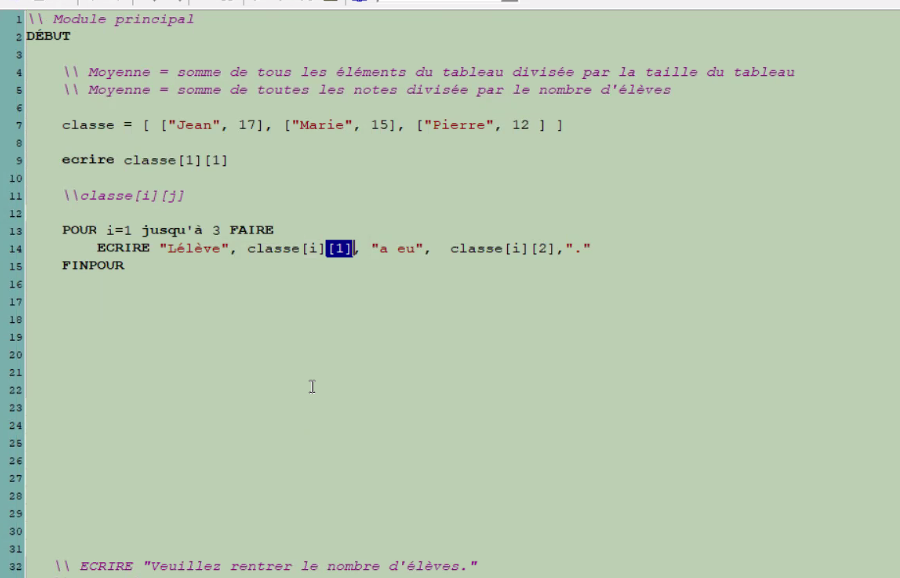 1 \\ Module principal
2 DÉBUT
3
4 \\ Moyenne = somme de tous les éléments du tableau divisée par la taille du tableau
5 \\ Moyenne = somme de toutes les notes divisée par le nombre d'élèves
6
7 classe = [ ["Jean", 17], ["Marie", 15], ["Pierre", 12 ] ]
8
9 ecrire classe[1][1]
10
11 \\classe[i][j]
12
13 POUR i=1 jusqu'à 3 FAIRE
14 ECRIRE "Lélève", classe[i][1], "a eu", classe[i][2],"."
15 FINPOUR
16
17
18
19
20
21
22
23
24
25
26
27
28
29
30
31
32 \\ ECRIRE "Veuillez rentrer le nombre d'élèves."